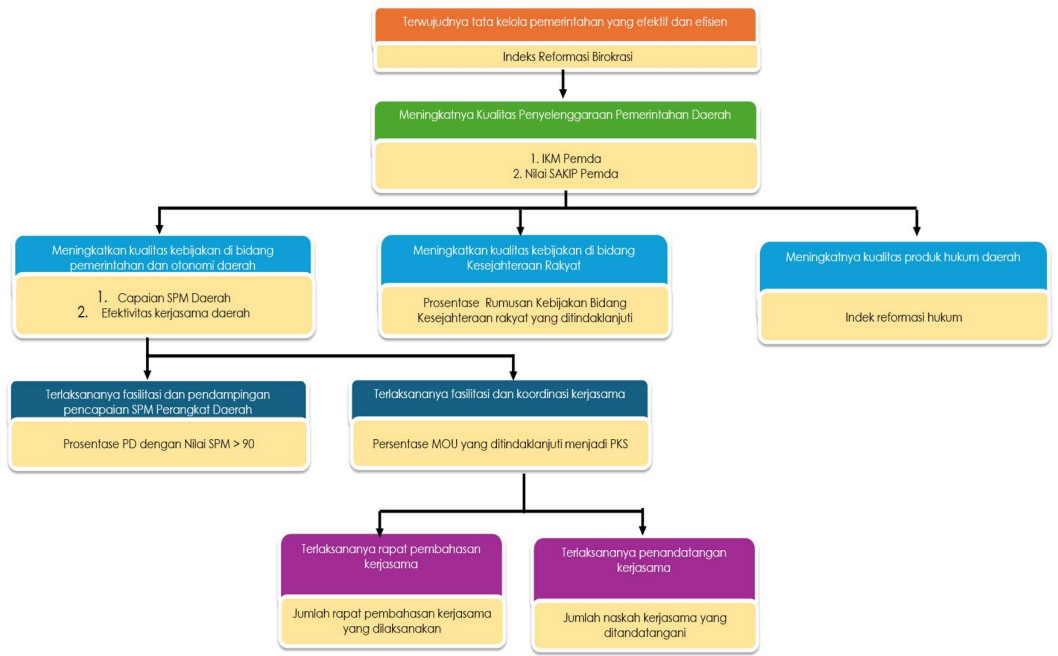 Terwujudnya tata kelola pemerintahan yang efektif dan efisien
Indeks Reformasi Birokrasi
Meningkatnya Kualitas Penyelenggaraan Pemerintahan Daerah
1. IKM Pemda
2. Nilai SAKIP Pemda
Meningkatkan kualitas kebijakan di bidang
pemerintahan dan otonomi daerah
1. Capaian SPM Daerah
2. Efektivitas kerjasama daerah
Meningkatkan kualitas kebijakan di bidang
Kesejahteraan Rakyat
Prosentase Rumusan Kebijakan Bidang
Kesejahteraan rakyat yang ditindaklanjuti
Meningkatnya kualitas produk hukum daerah
Indek reformasi hukum
Terlaksananya fasilitasi dan pendampingan
pencapaian SPM Perangkat Daerah
Prosentase PD dengan Nilai SPM > 90
Terlaksananya fasilitasi dan koordinasi kerjasama
Persentase MOU yang ditindaklanjuti menjadi PKS
Terlaksananya rapat pembahasan
kerjasama
Jumlah rapat pembahasan kerjasama
yang dilaksanakan
Terlaksananya penandatangan
kerjasama
Jumlah naskah kerjasama yang
ditandatangani